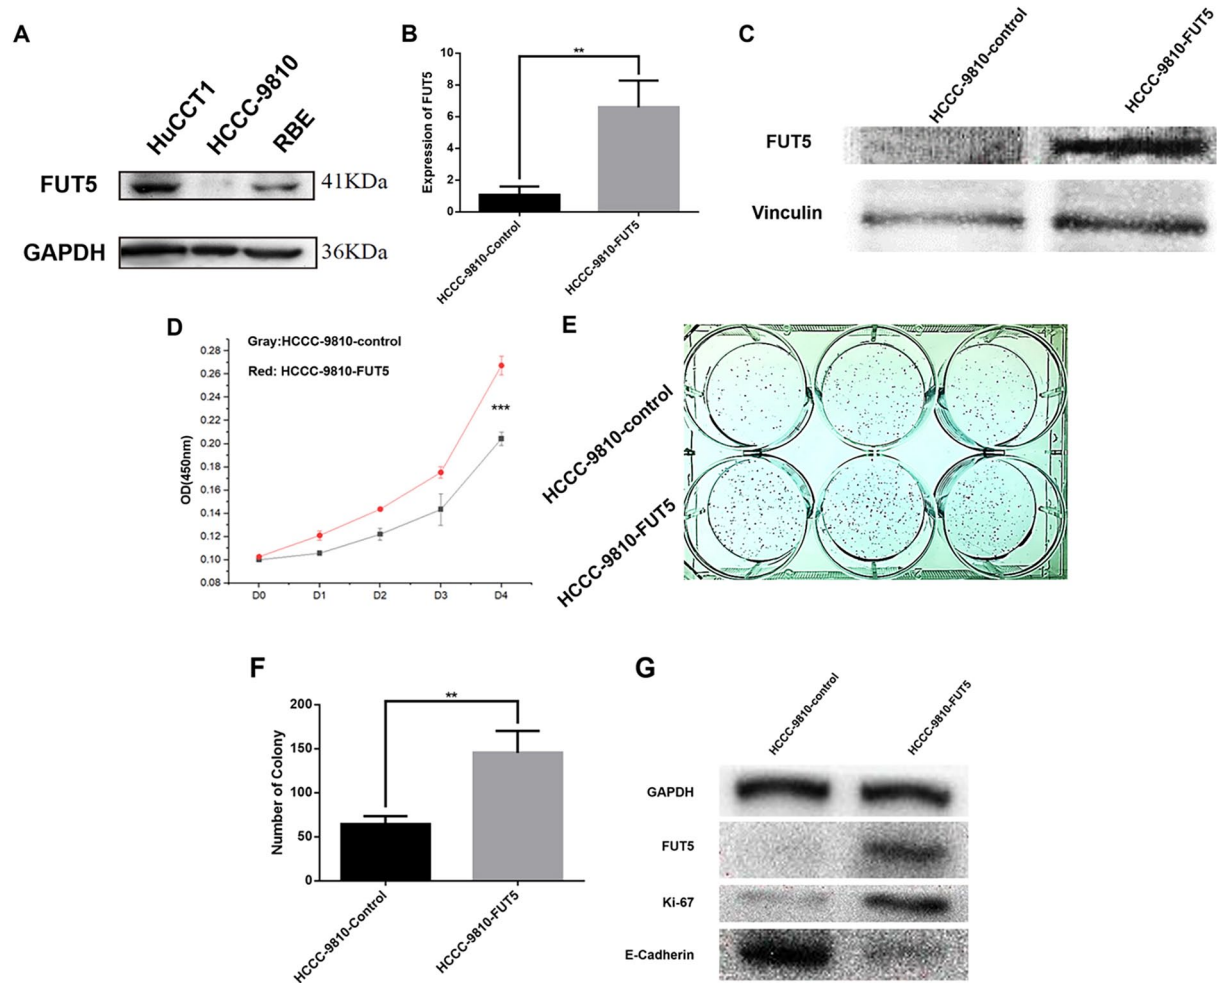 A
HuCCT1
HCCC-9810
RBE
FUT5
41KDa
GAPDH
36KDa
B
**
10
8
6
4
2
0
Expression of FUT5
HCCC-9810-Control
HCCC-9810-FUT5
C
HCCC-9810-control
HCCC-9810-FUT5
FUT5
Vinculin
D
Gray:HCCC-9810-control
Red: HCCC-9810-FUT5
0.28
0.26
0.24
0.22
0.20
0.18
0.16
0.14
0.12
0.10
0.08
OD(450nm)
***
D0
D1
D2
D3
D4
E
HCCC-9810-control
HCCC-9810-FUT5
F
**
200
150
100
50
0
Number of Colony
HCCC-9810-Control
HCCC-9810-FUT5
G
HCCC-9810-control
HCCC-9810-FUT5
GAPDH
FUT5
Ki-67
E-Cadherin